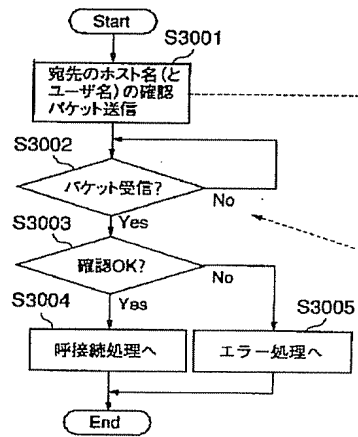 Start
S3001
宛先のホスト名(と
ユーザ名)の確認
パケット送信
S3002
パケット受信?
No
Yes
S3003
確認OK?
No
Yes
S3004
呼接続処理へ
S3005
エラー処理へ
End